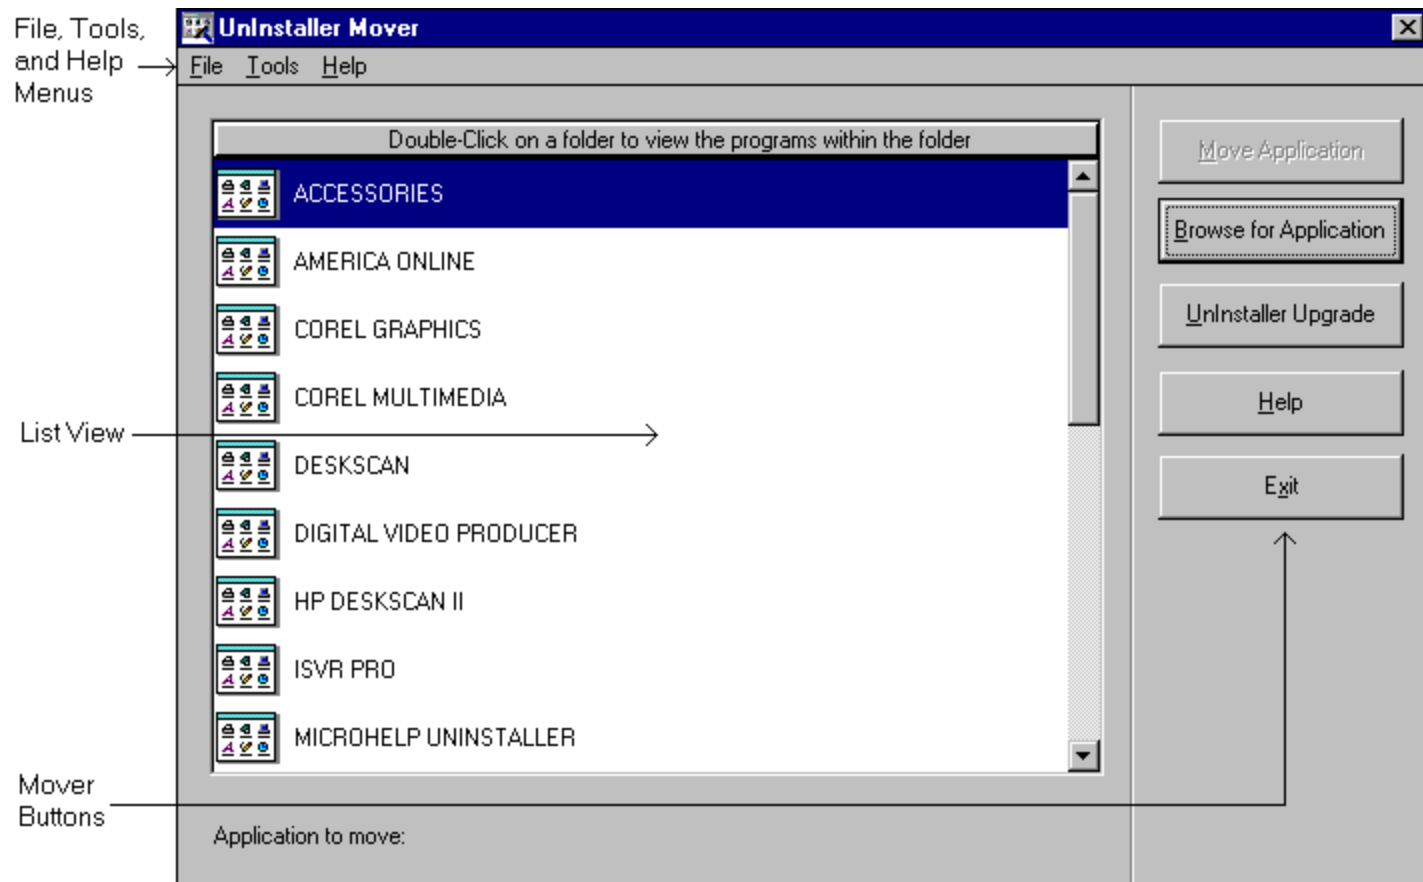 File, Tools,
and Help
Menus
UnInstaller Mover
File Tools Help
Double-Click on a folder to view the programs within the folder
ACCESSORIES
AMERICA ONLINE
COREL GRAPHICS
COREL MULTIMEDIA
List View
DESKSCAN
DIGITAL VIDEO PRODUCER
HP DESKSCAN II
ISVR PRO
MICROHELP UNINSTALLER
Move Application
Browse for Application
UnInstaller Upgrade
Help
Exit
Mover
Buttons
Application to move: